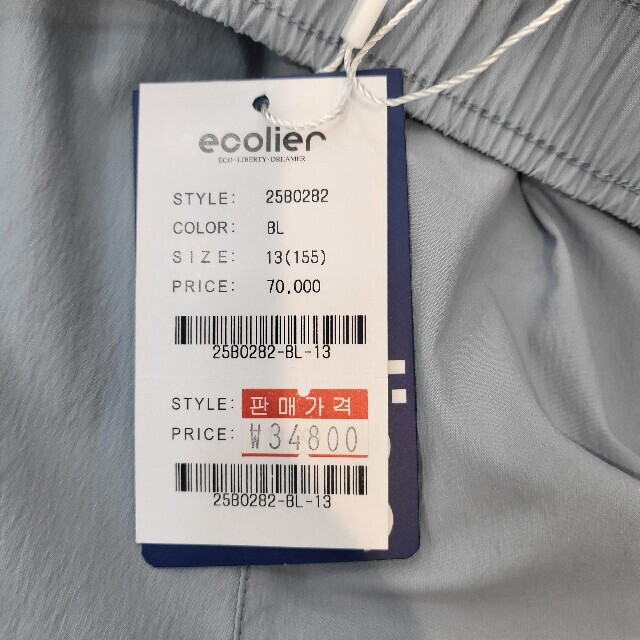 ecolier
ECO·LIBERTY·DREAMER
STYLE: 25B0282
COLOR: BL
SIZE: 13(155)
PRICE: 70,000
25B0282-BL-13
STYLE: 판매가격
PRICE: ₩34800
25B0282-BL-13